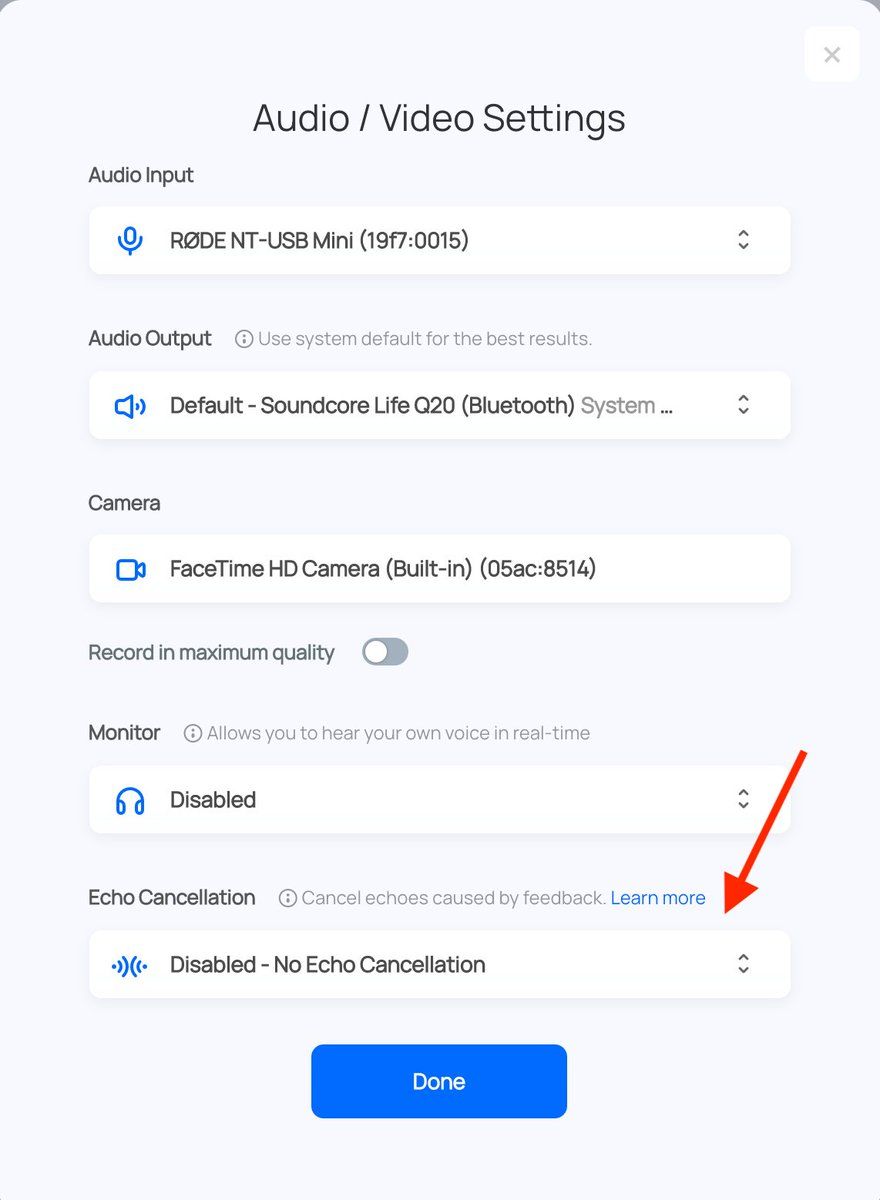 Audio / Video Settings
Audio Input
RØDE NT-USB Mini (19f7:0015)
Audio Output Use system default for the best results.
Default - Soundcore Life Q20 (Bluetooth) System ...
Camera
FaceTime HD Camera (Built-in) (05ac:8514)
Record in maximum quality
Monitor Allows you to hear your own voice in real-time
Disabled
Echo Cancellation Cancel echoes caused by feedback. Learn more
Disabled - No Echo Cancellation
Done